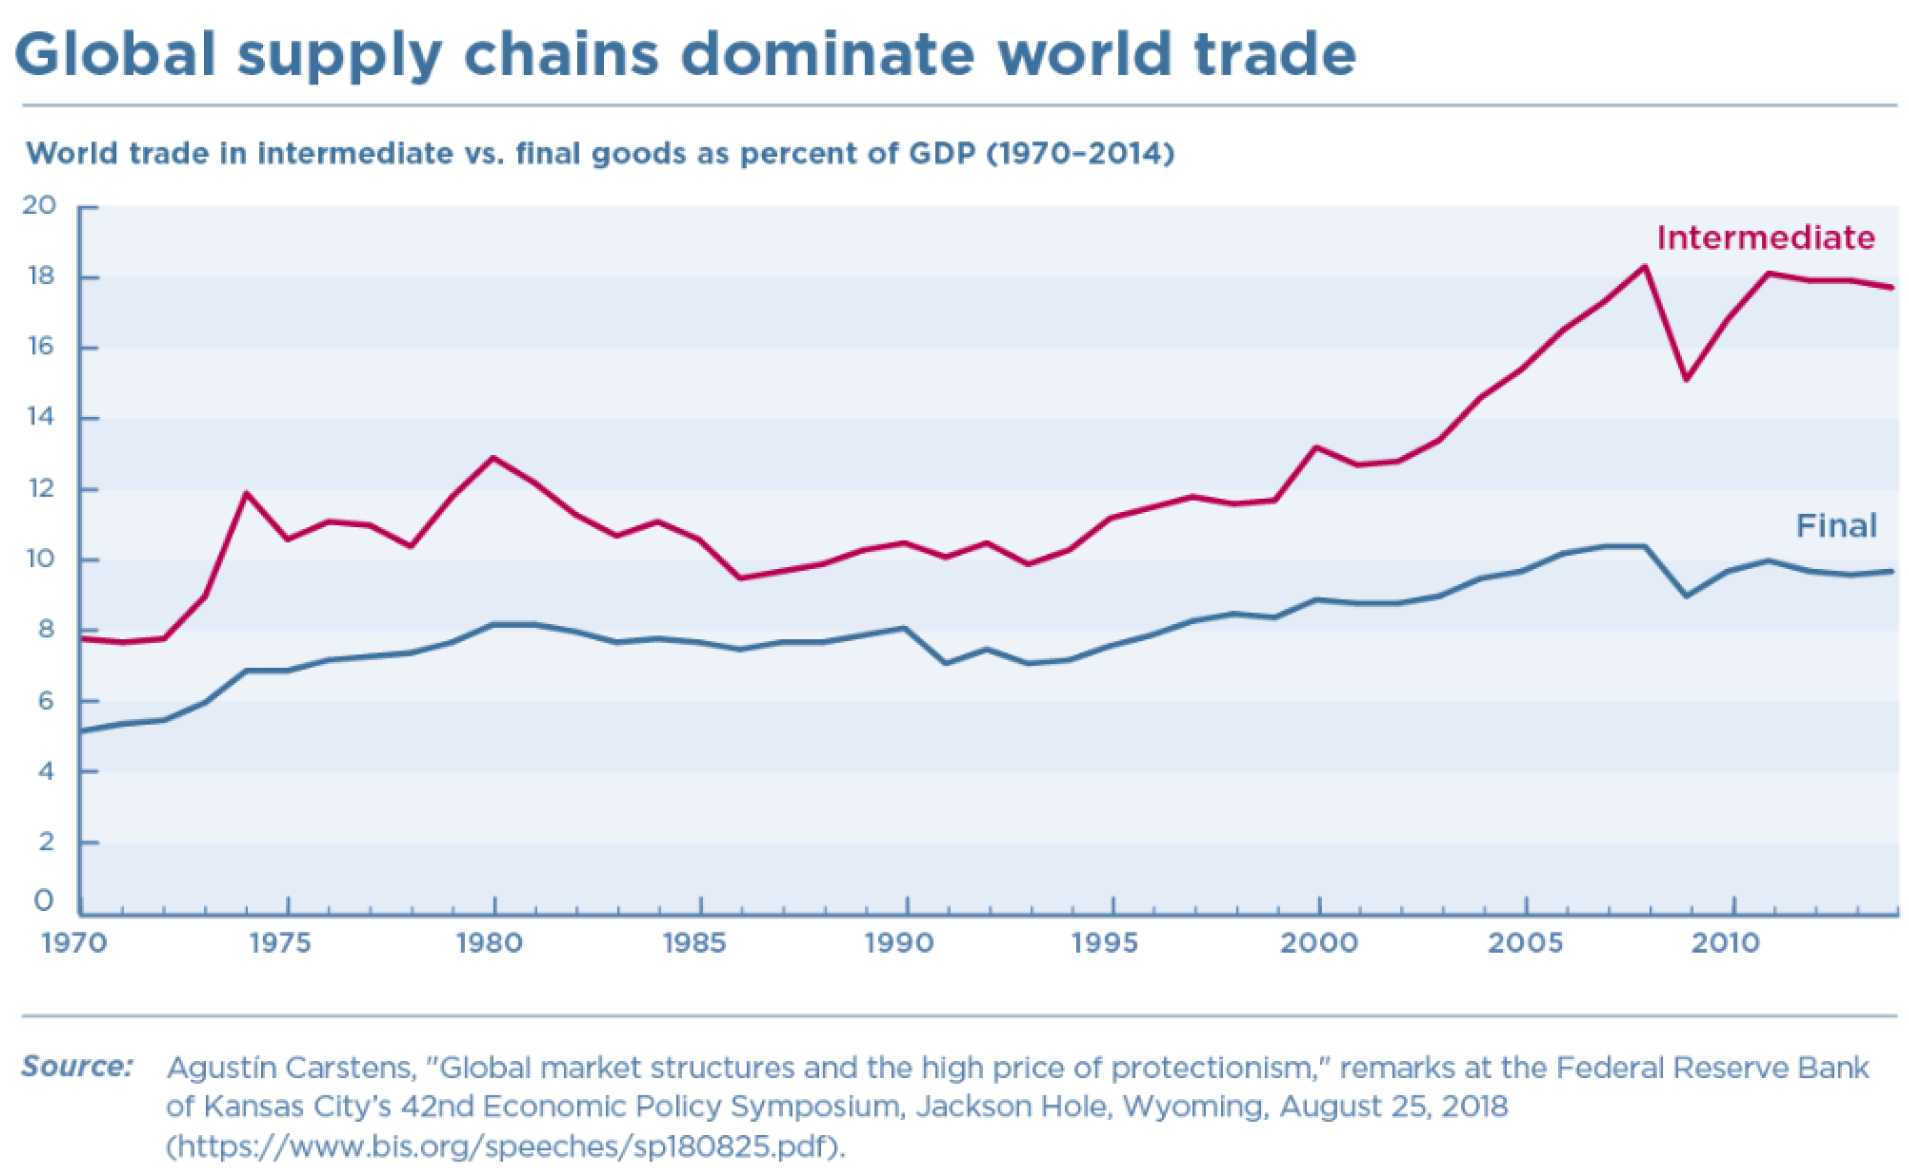 Global supply chains dominate world trade
World trade in intermediate vs. final goods as percent of GDP (1970–2014)
20
18
16
14
12
10
8
6
4
2
0
Intermediate
Final
1970 1975 1980 1985 1990 1995 2000 2005 2010
Source: Agustín Carstens, "Global market structures and the high price of protectionism," remarks at the Federal Reserve Bank
of Kansas City’s 42nd Economic Policy Symposium, Jackson Hole, Wyoming, August 25, 2018
(https://www.bis.org/speeches/sp180825.pdf).